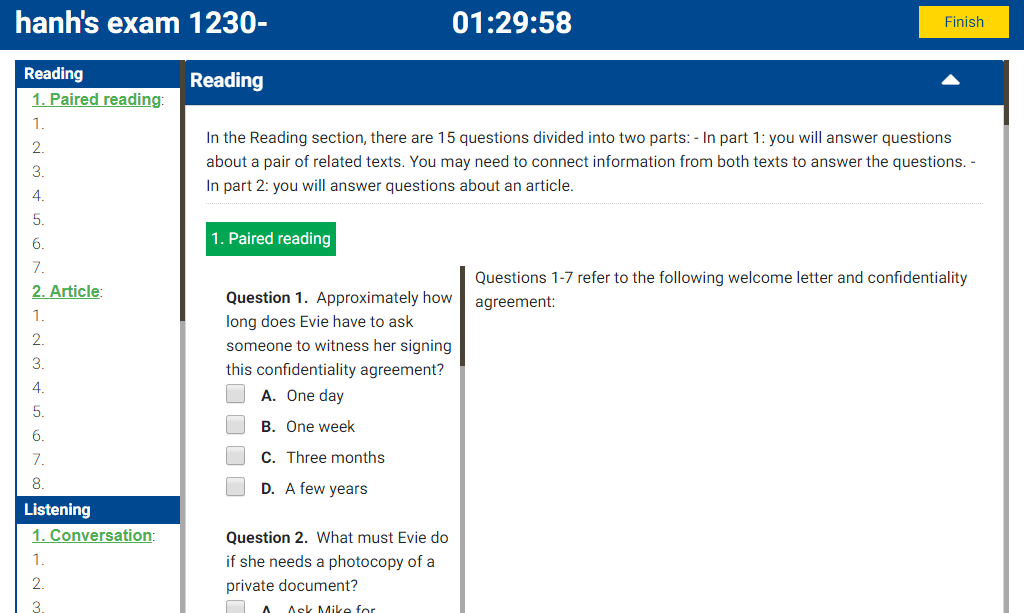 hanh's exam 1230-
01:29:58
Finish
Reading
1. Paired reading:
1.
2.
3.
4.
5.
6.
7.
2. Article:
1.
2.
3.
4.
5.
6.
7.
8.
Listening
1. Conversation:
1.
2.
3.
Reading
In the Reading section, there are 15 questions divided into two parts: - In part 1: you will answer questions
about a pair of related texts. You may need to connect information from both texts to answer the questions. -
In part 2: you will answer questions about an article.
1. Paired reading
Question 1. Approximately how
long does Evie have to ask
someone to witness her signing
this confidentiality agreement?
A. One day
B. One week
C. Three months
D. A few years
Question 2. What must Evie do
if she needs a photocopy of a
private document?
A. Ask Mike for
Questions 1-7 refer to the following welcome letter and confidentiality
agreement: